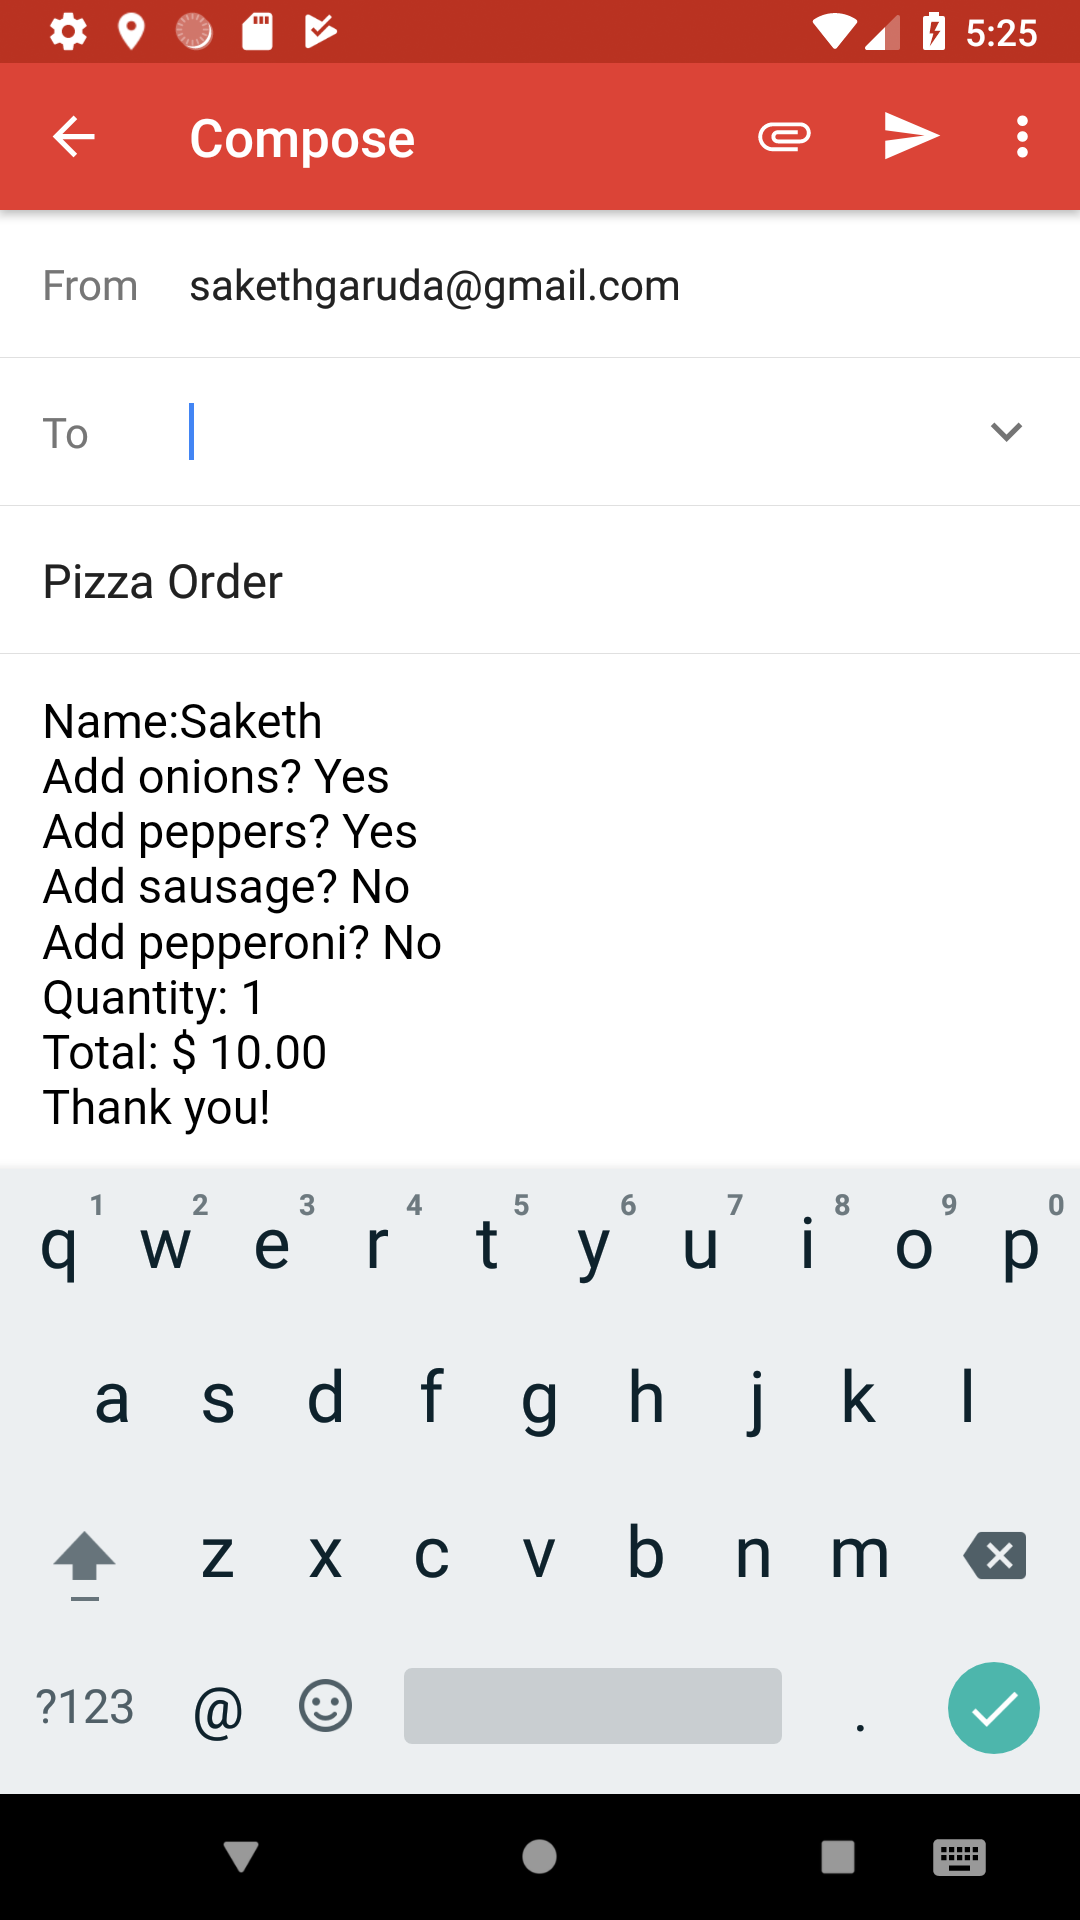 5:25
Compose
From sakethgaruda@gmail.com
To
Pizza Order
Name:Saketh
Add onions? Yes
Add peppers? Yes
Add sausage? No
Add pepperoni? No
Quantity: 1
Total: $ 10.00
Thank you!
1 2 3 4 5 6 7 8 9 0
q w e r t y u i o p
a s d f g h j k l
z x c v b n m
?123 @ .